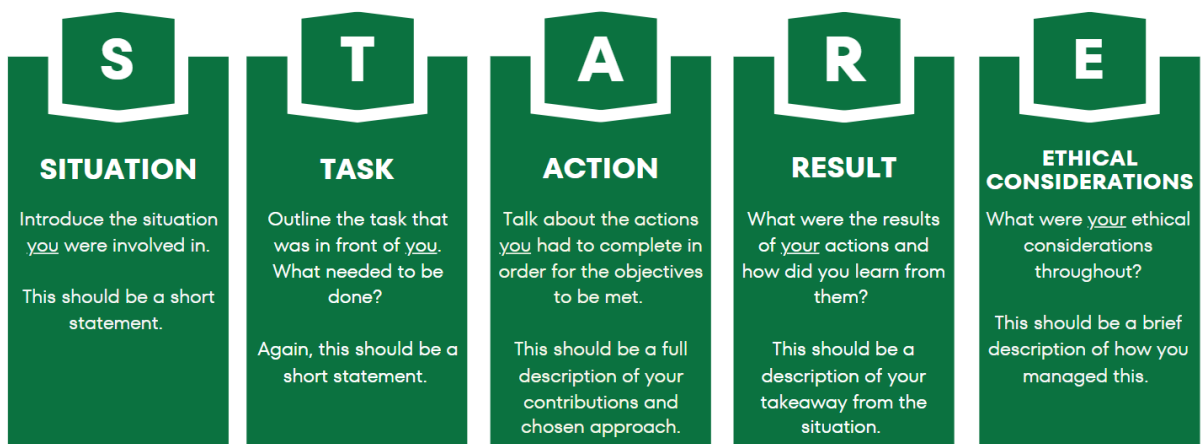 S
SITUATION
Introduce the situation
you were involved in.
This should be a short
statement.
T
TASK
Outline the task that
was in front of you.
What needed to be
done?
Again, this should be a
short statement.
A
ACTION
Talk about the actions
you had to complete in
order for the objectives
to be met.
This should be a full
description of your
contributions and
chosen approach.
R
RESULT
What were the results
of your actions and
how did you learn from
them?
This should be a
description of your
takeaway from the
situation.
E
ETHICAL
CONSIDERATIONS
What were your ethical
considerations
throughout?
This should be a brief
description of how you
managed this.